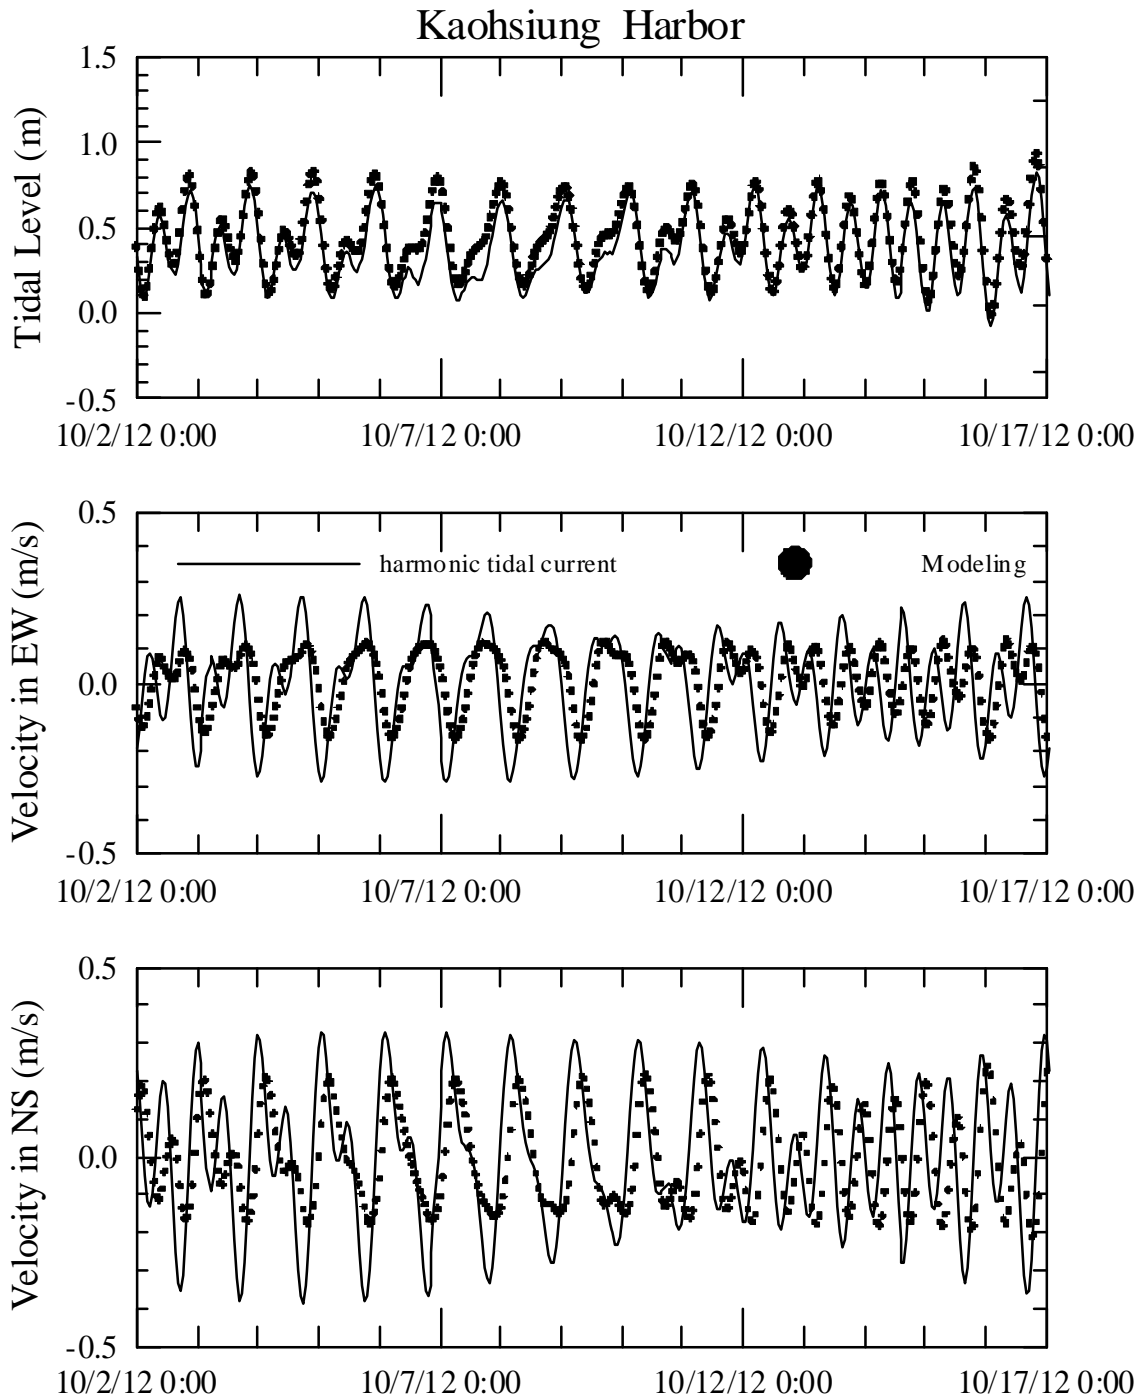 Kaohsiung Harbor
Tidal Level (m)
1.5
1.0
0.5
0.0
-0.5
10/2/12 0:00 10/7/12 0:00 10/12/12 0:00 10/17/12 0:00
Velocity in EW (m/s)
0.5
harmonic tidal current Modeling
0.0
-0.5
10/2/12 0:00 10/7/12 0:00 10/12/12 0:00 10/17/12 0:00
Velocity in NS (m/s)
0.5
0.0
-0.5
10/2/12 0:00 10/7/12 0:00 10/12/12 0:00 10/17/12 0:00